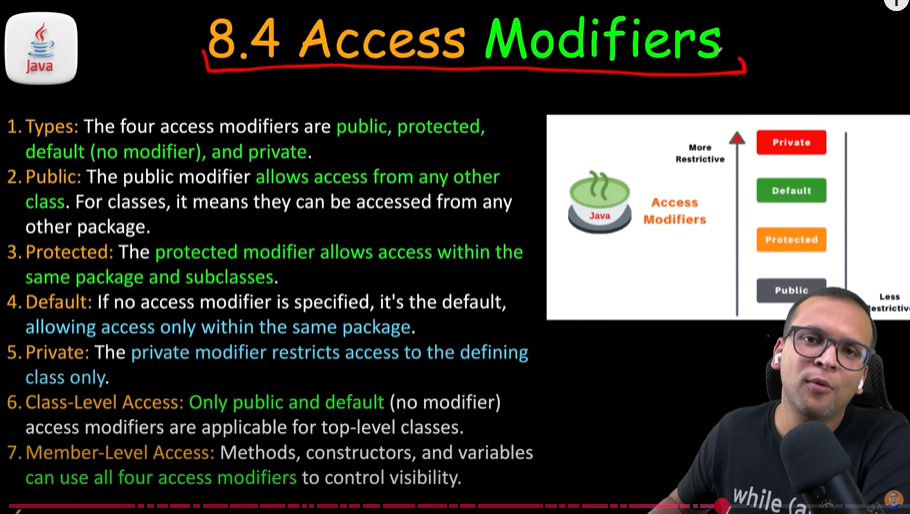 Java
8.4 Access Modifiers
1. Types: The four access modifiers are public, protected,
default (no modifier), and private.
2. Public: The public modifier allows access from any other
class. For classes, it means they can be accessed from any
other package.
3. Protected: The protected modifier allows access within the
same package and subclasses.
4. Default: If no access modifier is specified, it's the default,
allowing access only within the same package.
5. Private: The private modifier restricts access to the defining
class only.
6. Class-Level Access: Only public and default (no modifier)
access modifiers are applicable for top-level classes.
7. Member-Level Access: Methods, constructors, and variables
can use all four access modifiers to control visibility.
More
Restrictive
Private
Default
Java
Access
Modifiers
Protected
Public
Less
Restrictive
while (a